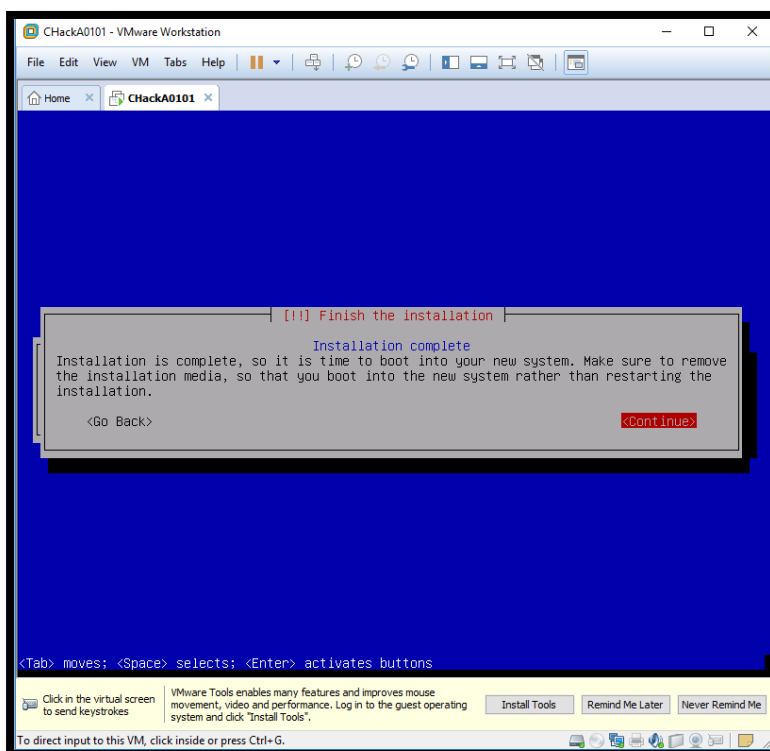 CHackA0101 - VMware Workstation
File Edit View VM Tabs Help
Home CHackA0101
[!!] Finish the installation
Installation complete
Installation is complete, so it is time to boot into your new system. Make sure to remove
the installation media, so that you boot into the new system rather than restarting the
installation.
<Go Back> <Continue>
<Tab> moves; <Space> selects; <Enter> activates buttons
Click in the virtual screen
to send keystrokes
VMware Tools enables many features and improves mouse
movement, video and performance. Log in to the guest operating
system and click "Install Tools".
Install Tools Remind Me Later Never Remind Me
To direct input to this VM, click inside or press Ctrl+G.